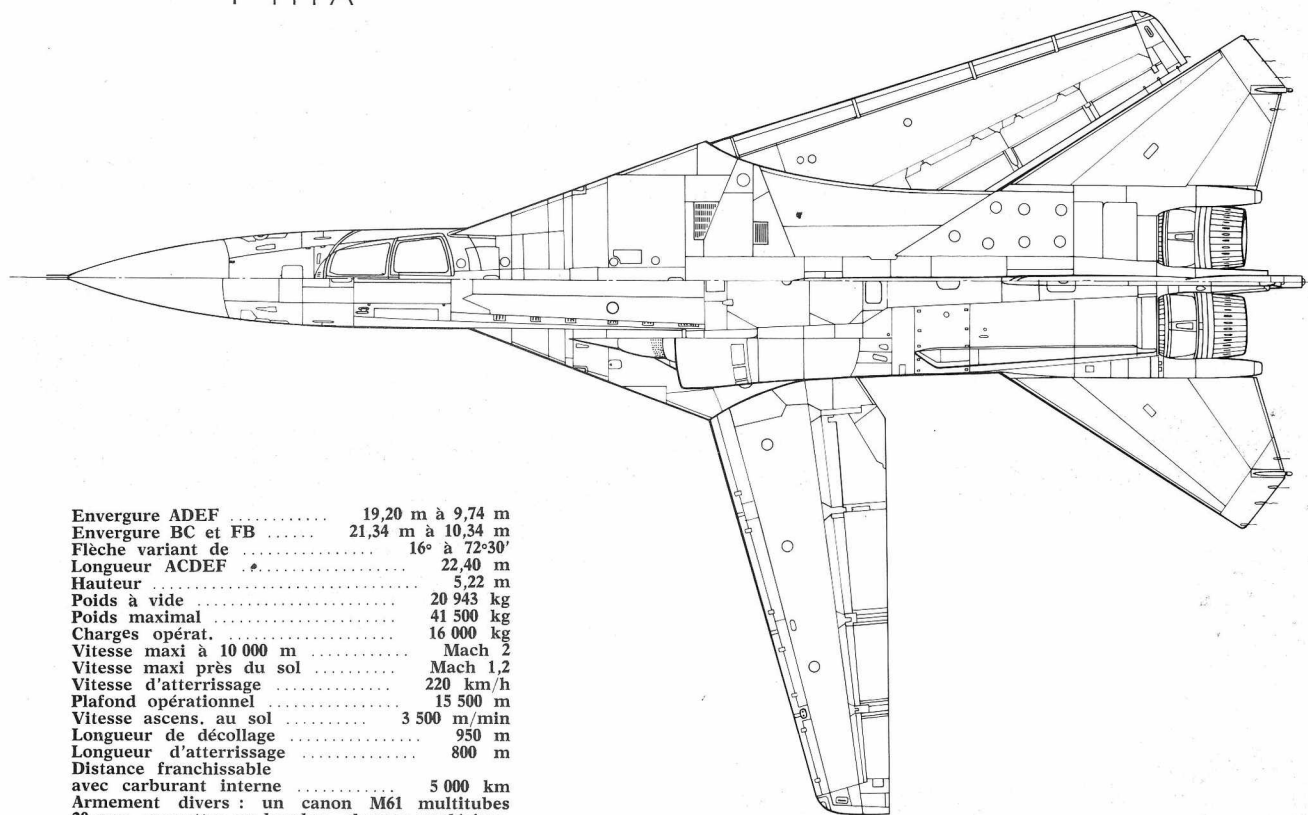 Envergure ADEF ............ 19,20 m à 9,74 m
Envergure BC et FB ...... 21,34 m à 10,34 m
Flèche variant de ................ 16° à 72°30'
Longueur ACDEF .................. 22,40 m
Hauteur ................................ 5,22 m
Poids à vide ........................ 20 943 kg
Poids maximal ...................... 41 500 kg
Charges opérat. .................... 16 000 kg
Vitesse maxi à 10 000 m ............ Mach 2
Vitesse maxi près du sol .......... Mach 1,2
Vitesse d'atterrissage .............. 220 km/h
Plafond opérationnel ................ 15 500 m
Vitesse ascens. au sol .......... 3 500 m/min
Longueur de décollage ................ 950 m
Longueur d'atterrissage .............. 800 m
Distance franchissable
avec carburant interne ............ 5 000 km
Armement divers : un canon M61 multitubes